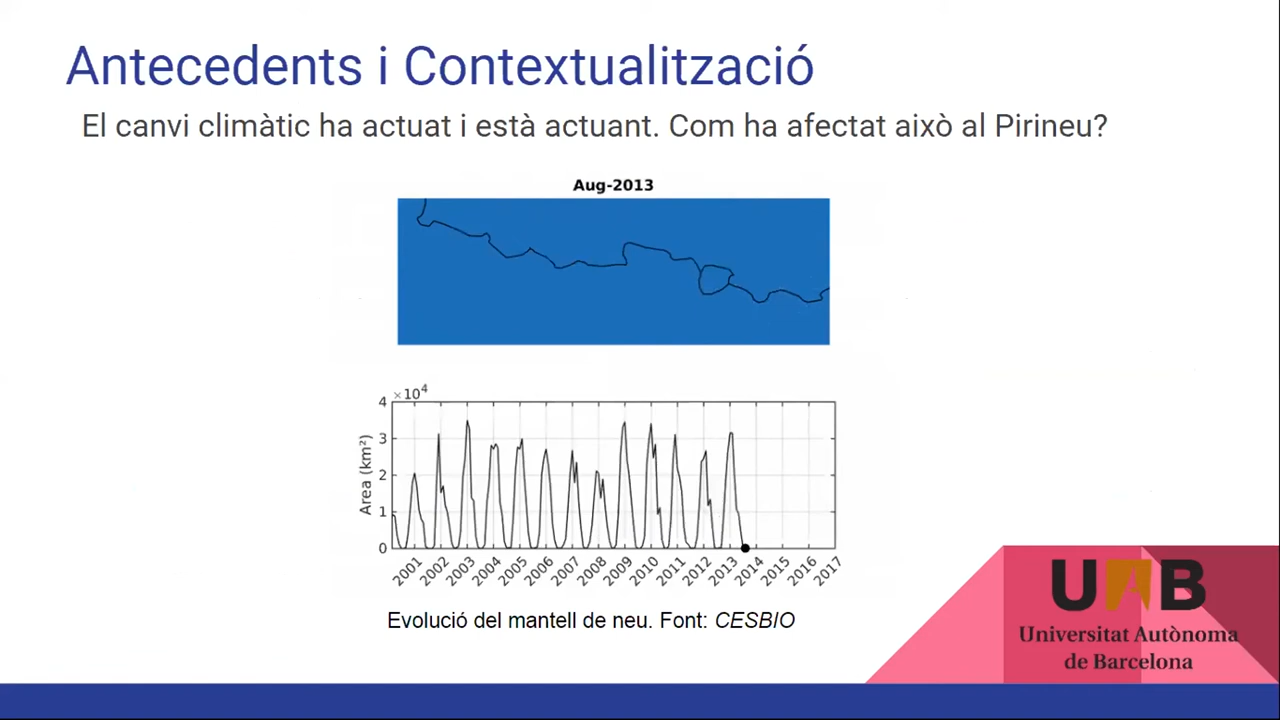 Antecedents i Contextualització
El canvi climàtic ha actuat i està actuant. Com ha afectat això al Pirineu?
Aug-2013
×10⁴
4
3
2
1
0
Area (km²)
2001 2002 2003 2004 2005 2006 2007 2008 2009 2010 2011 2012 2013 2014 2015 2016 2017
Evolució del mantell de neu. Font: CESBIO
UAB
Universitat Autònoma
de Barcelona